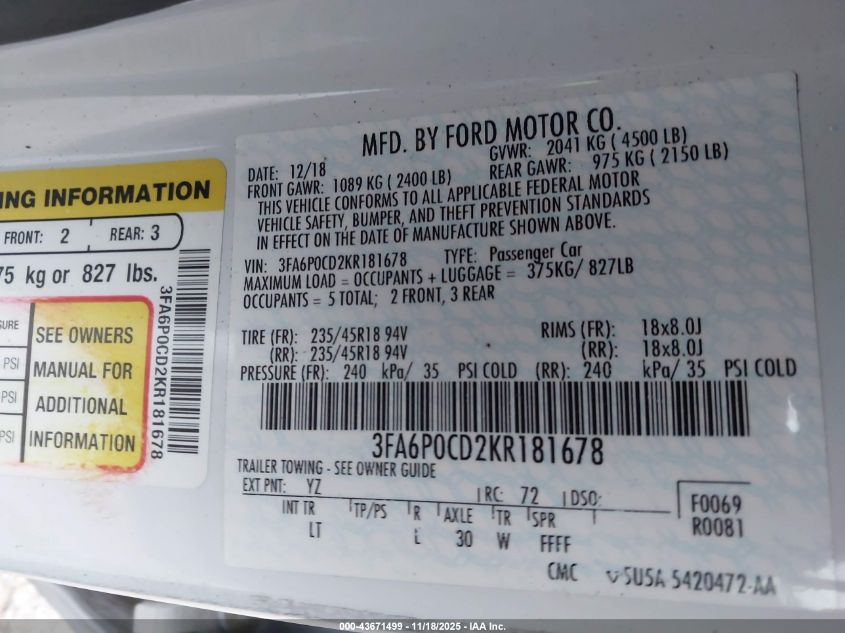 ING INFORMATION
FRONT: 2 REAR: 3
75 kg or 827 lbs.
SURE
PSI
PSI
PSI
SEE OWNERS
MANUAL FOR
ADDITIONAL
INFORMATION
3FA6P0CD2KR181678
MFD. BY FORD MOTOR CO.
DATE: 12/18 GVWR: 2041 KG ( 4500 LB)
FRONT GAWR: 1089 KG ( 2400 LB) REAR GAWR: 975 KG ( 2150 LB)
THIS VEHICLE CONFORMS TO ALL APPLICABLE FEDERAL MOTOR
VEHICLE SAFETY, BUMPER, AND THEFT PREVENTION STANDARDS
IN EFFECT ON THE DATE OF MANUFACTURE SHOWN ABOVE.
VIN: 3FA6P0CD2KR181678 TYPE: Passenger Car
MAXIMUM LOAD = OCCUPANTS + LUGGAGE = 375KG/ 827LB
OCCUPANTS = 5 TOTAL; 2 FRONT, 3 REAR
TIRE (FR): 235/45R18 94V RIMS (FR): 18x8.0J
(RR): 235/45R18 94V (RR): 18x8.0J
PRESSURE (FR): 240 kPa/ 35 PSI COLD (RR): 240 kPa/ 35 PSI COLD
3FA6P0CD2KR181678
TRAILER TOWING - SEE OWNER GUIDE
EXT PNT: YZ RC: 72 DSO:
INT TR TP/PS R AXLE TR SPR
LT L 30 W FFFF
F0069
R0081
CMC 5U5A 5420472-AA
000-43671499 - 11/18/2025 - IAA Inc.